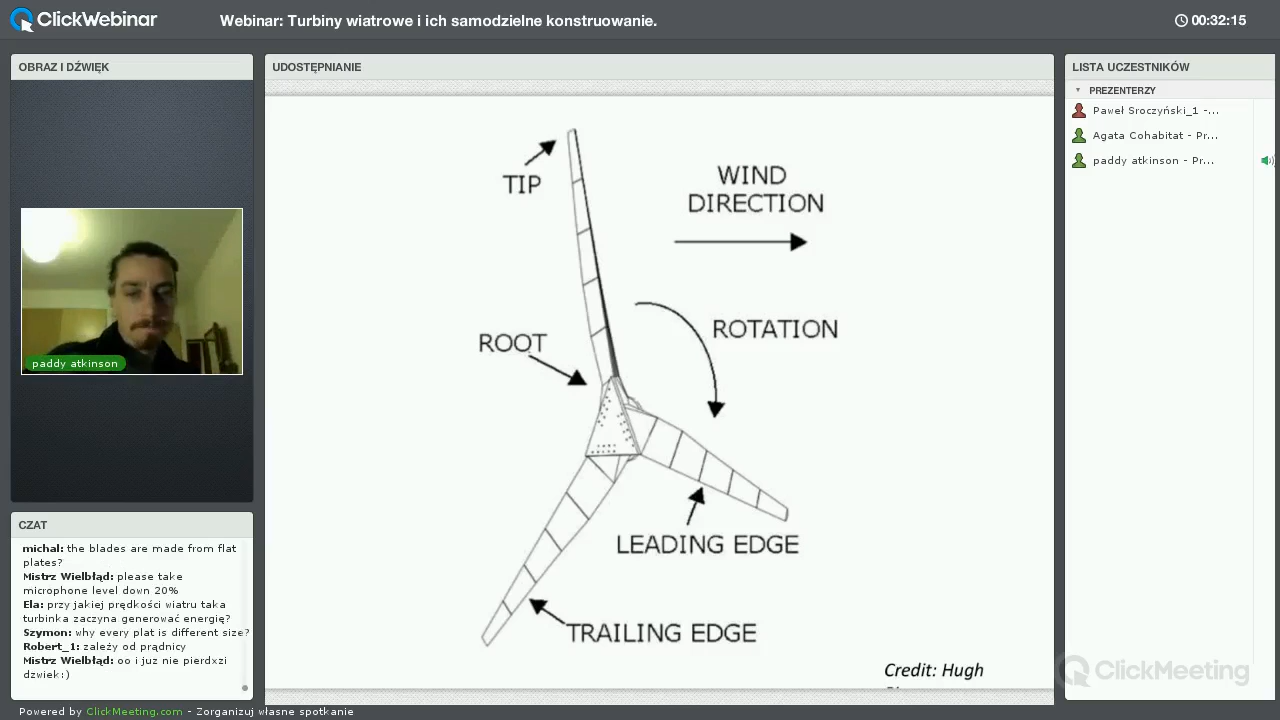 ClickWebinar
Webinar: Turbiny wiatrowe i ich samodzielne konstruowanie.
00:32:15
OBRAZ I DŹWIĘK
paddy atkinson
CZAT
michal: the blades are made from flat
plates?
Mistrz Wielbłąd: please take
microphone level down 20%
Ela: przy jakiej prędkości wiatru taka
turbinka zaczyna generować energię?
Szymon: why every plat is different size?
Robert_1: zależy od prądnicy
Mistrz Wielbłąd: oo i juz nie pierdxzi
dzwiek:)
UDOSTĘPNIANIE
TIP
WIND
DIRECTION
ROTATION
ROOT
LEADING EDGE
TRAILING EDGE
Credit: Hugh
LISTA UCZESTNIKÓW
PREZENTERZY
Paweł Sroczyński_1 -...
Agata Cohabitat - Pr...
paddy atkinson - Pr...
ClickMeeting
Powered by ClickMeeting.com - Zorganizuj własne spotkanie